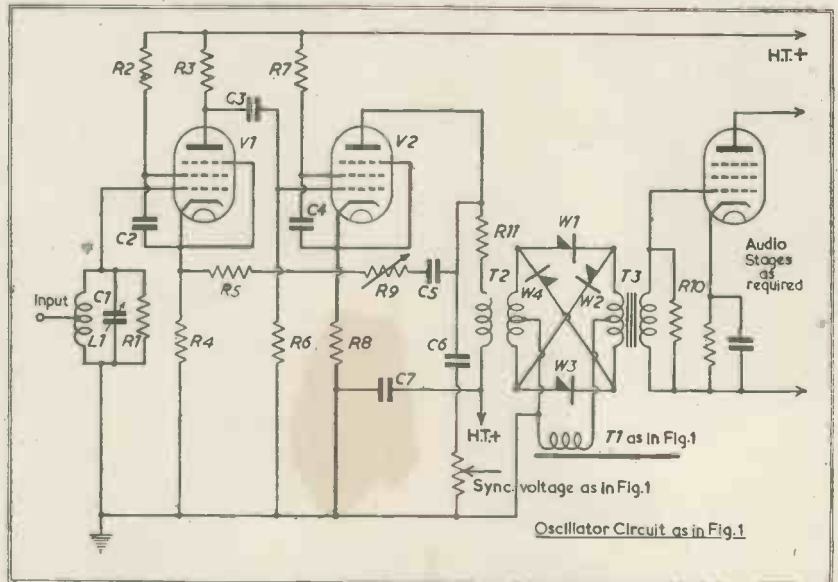 H.T.+
R2
R3
R7
C3
V1
V2
C2
C4
R11
W1
T2
T3
W4
W2
R10
Audio
Stages
as
required
Input
C1
L1
R1
R5
R9
C5
R4
R6
R8
C6
W3
C7
H.T.+
T1 as in Fig.1
Sync. voltage as in Fig.1
Oscillator Circuit as in Fig.1